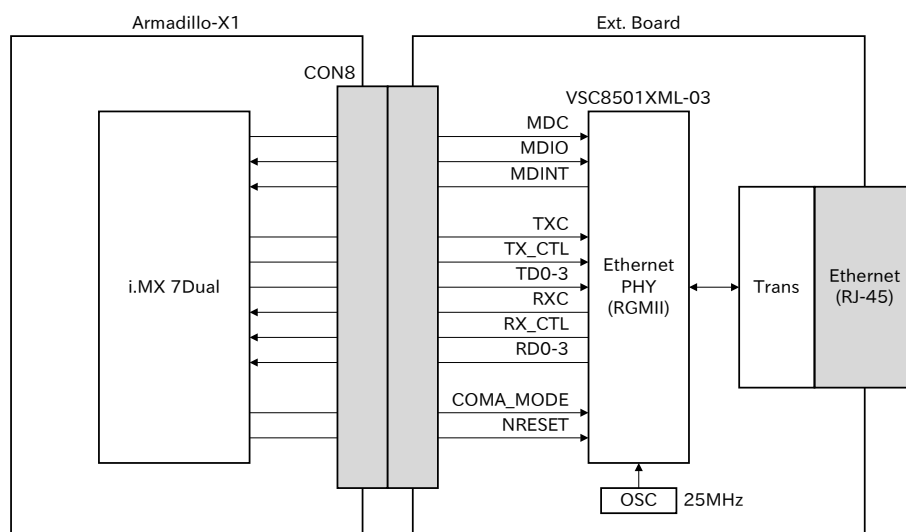 Armadillo-X1
Ext. Board
CON8
VSC8501XML-03
MDC
MDIO
MDINT
TXC
TX_CTL
TD0-3
RXC
RX_CTL
RD0-3
COMA_MODE
NRESET
i.MX 7Dual
Ethernet
PHY
(RGMII)
Trans
Ethernet
(RJ-45)
OSC
25MHz